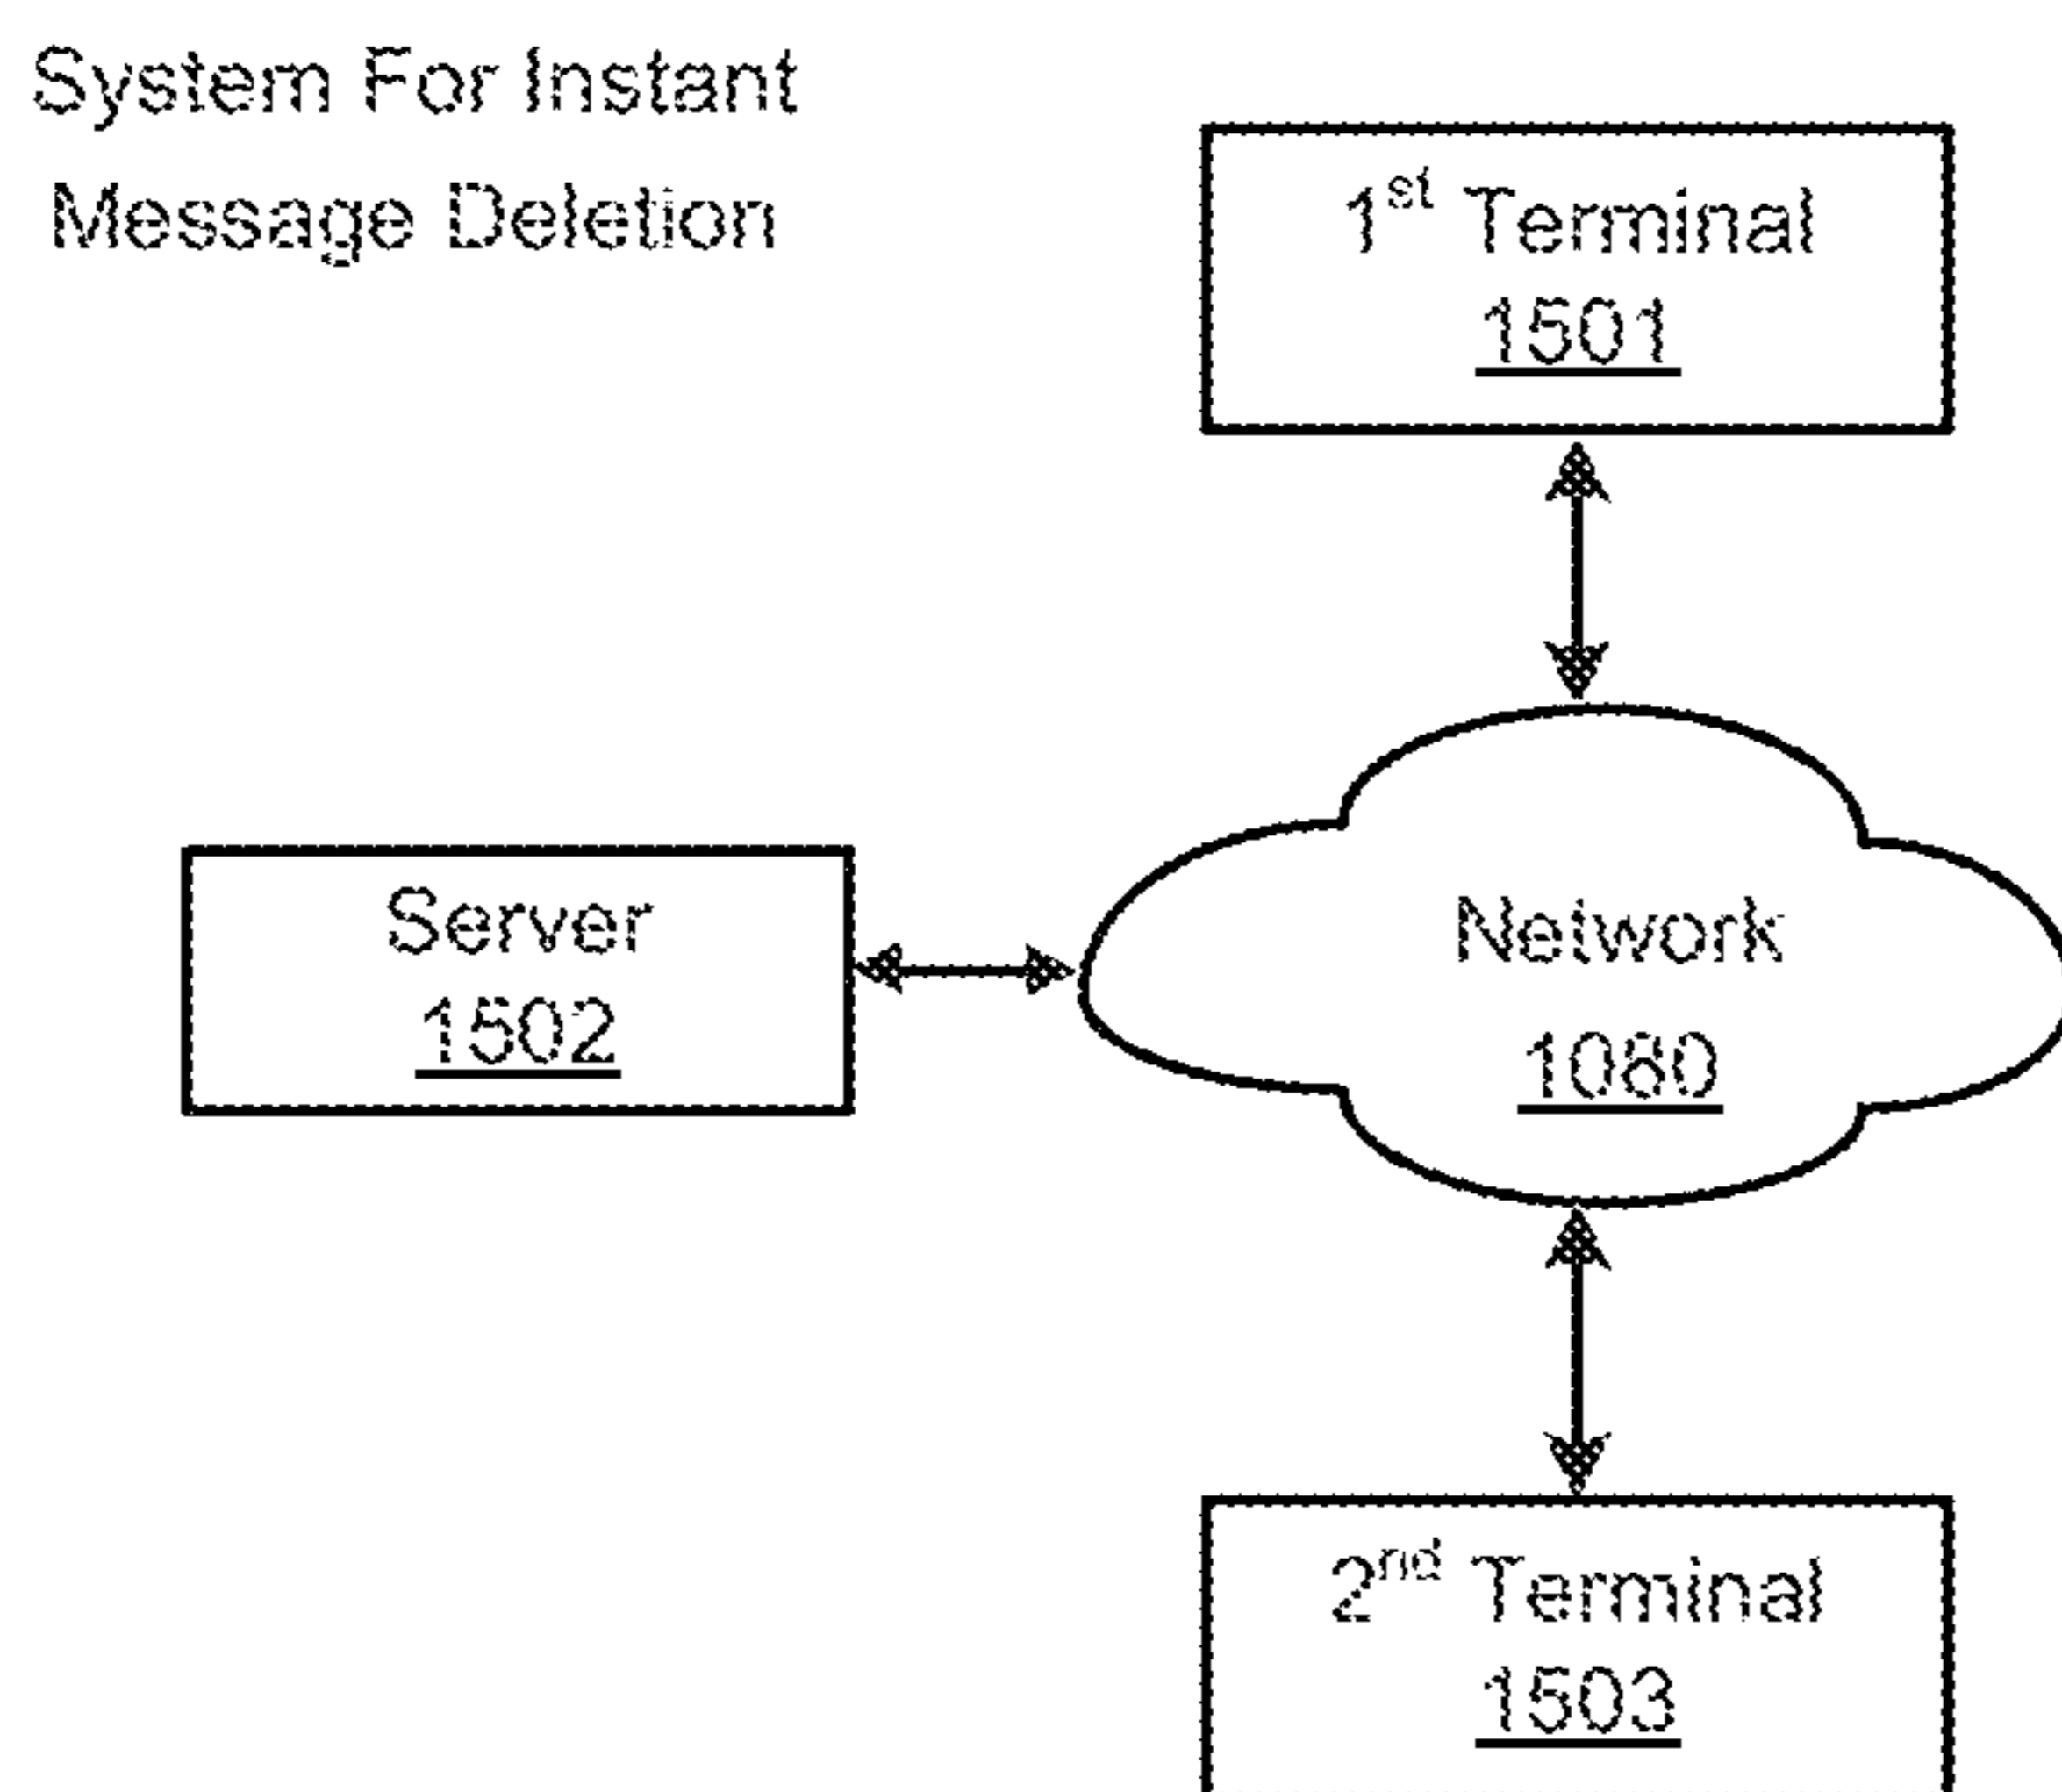 System For Instant
Message Deletion
1st Terminal
1501
Server
1502
Network
1080
2nd Terminal
1503